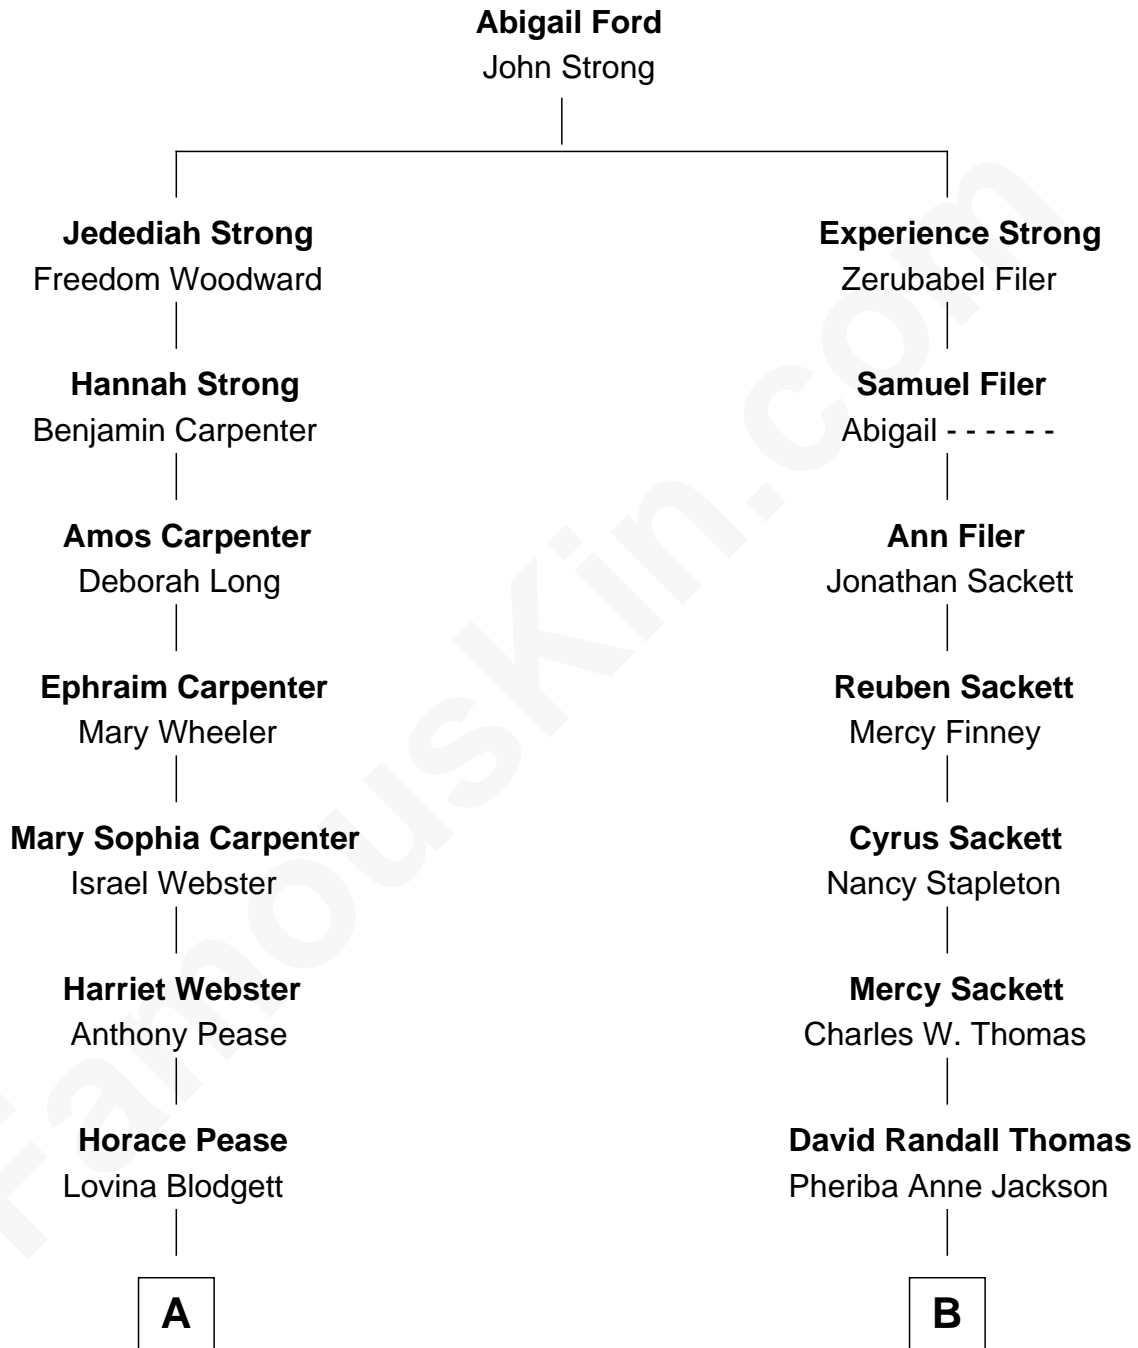 Abigail Ford
John Strong
Jedediah Strong
Freedom Woodward
Experience Strong
Zerubabel Filer
Hannah Strong
Benjamin Carpenter
Samuel Filer
Abigail - - - - - -
Amos Carpenter
Deborah Long
Ann Filer
Jonathan Sackett
Ephraim Carpenter
Mary Wheeler
Reuben Sackett
Mercy Finney
Mary Sophia Carpenter
Israel Webster
Cyrus Sackett
Nancy Stapleton
Harriet Webster
Anthony Pease
Mercy Sackett
Charles W. Thomas
Horace Pease
Lovina Blodgett
David Randall Thomas
Pheriba Anne Jackson
A
B
FamousKin.com